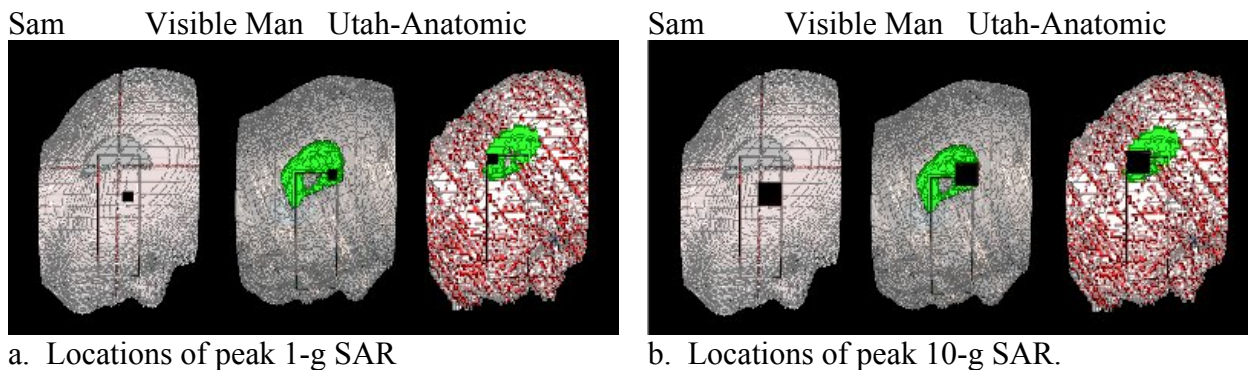 Sam Visible Man Utah-Anatomic
Sam Visible Man Utah-Anatomic
a. Locations of peak 1-g SAR
b. Locations of peak 10-g SAR.